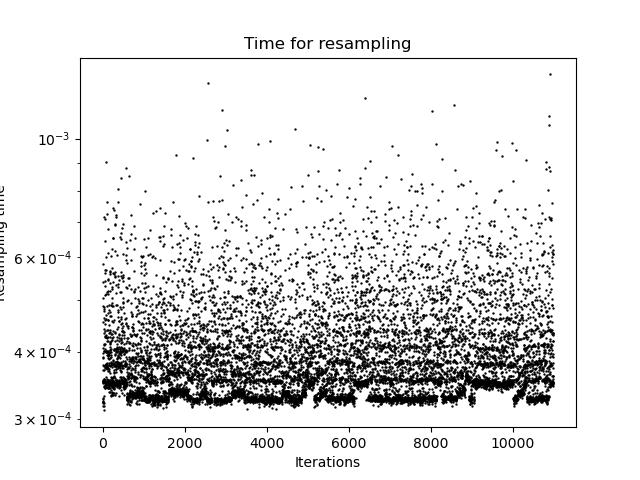 Time for resampling
Resampling time
10⁻³
6 × 10⁻⁴
4 × 10⁻⁴
3 × 10⁻⁴
0 2000 4000 6000 8000 10000
Iterations